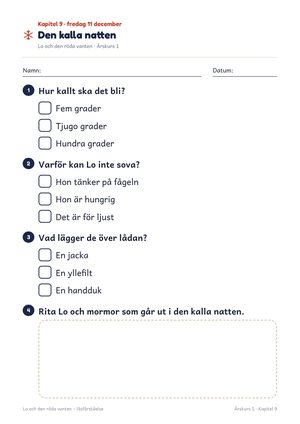 Kapitel 9 · fredag 11 december
Den kalla natten
Lo och den röda vanten · Årskurs 1
Namn:
Datum:
1 Hur kallt ska det bli?
Fem grader
Tjugo grader
Hundra grader
2 Varför kan Lo inte sova?
Hon tänker på fågeln
Hon är hungrig
Det är för ljust
3 Vad lägger de över lådan?
En jacka
En yllefilt
En handduk
4 Rita Lo och mormor som går ut i den kalla natten.
Lo och den röda vanten – läsförståelse
Årskurs 1 · Kapitel 9